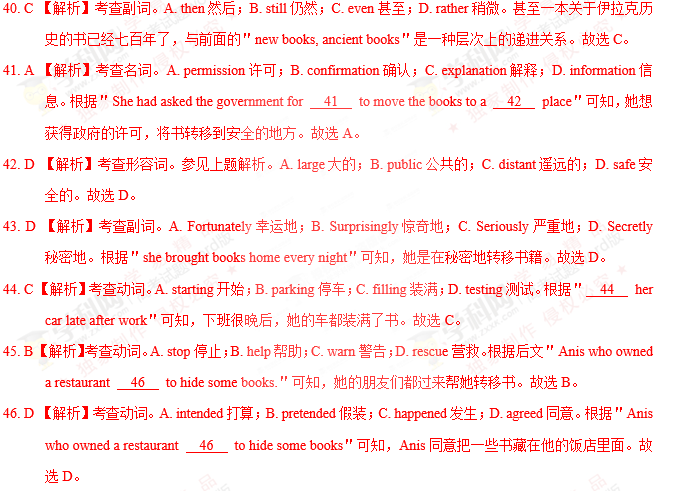 40. C 【解析】考查副词。A. then 然后；B. still 仍然；C. even 甚至；D. rather 稍微。甚至一本关于伊拉克历
史的书已经七百年了，与前面的＂new books, ancient books＂是一种层次上的递进关系。故选 C。
41. A 【解析】考查名词。A. permission 许可；B. confirmation 确认；C. explanation 解释；D. information 信
息。根据＂She had asked the government for 41 to move the books to a 42 place＂可知，她想
获得政府的许可，将书转移到安全的地方。故选 A。
42. D 【解析】考查形容词。参见上题解析。A. large 大的；B. public 公共的；C. distant 遥远的；D. safe 安
全的。故选 D。
43. D 【解析】考查副词。A. Fortunately 幸运地；B. Surprisingly 惊奇地；C. Seriously 严重地；D. Secretly
秘密地。根据＂she brought books home every night＂可知，她是在秘密地转移书籍。故选 D。
44. C 【解析】考查动词。A. starting 开始；B. parking 停车；C. filling 装满；D. testing 测试。根据＂ 44 her
car late after work＂可知，下班很晚后，她的车都装满了书。故选 C。
45. B 【解析】考查动词。A. stop 停止；B. help 帮助；C. warn 警告；D. rescue 营救。根据后文＂Anis who owned
a restaurant 46 to hide some books.＂可知，她的朋友们都过来帮她转移书。故选 B。
46. D 【解析】考查动词。A. intended 打算；B. pretended 假装；C. happened 发生；D. agreed 同意。根据＂Anis
who owned a restaurant 46 to hide some books＂可知，Anis 同意把一些书藏在他的饭店里面。故
选 D。